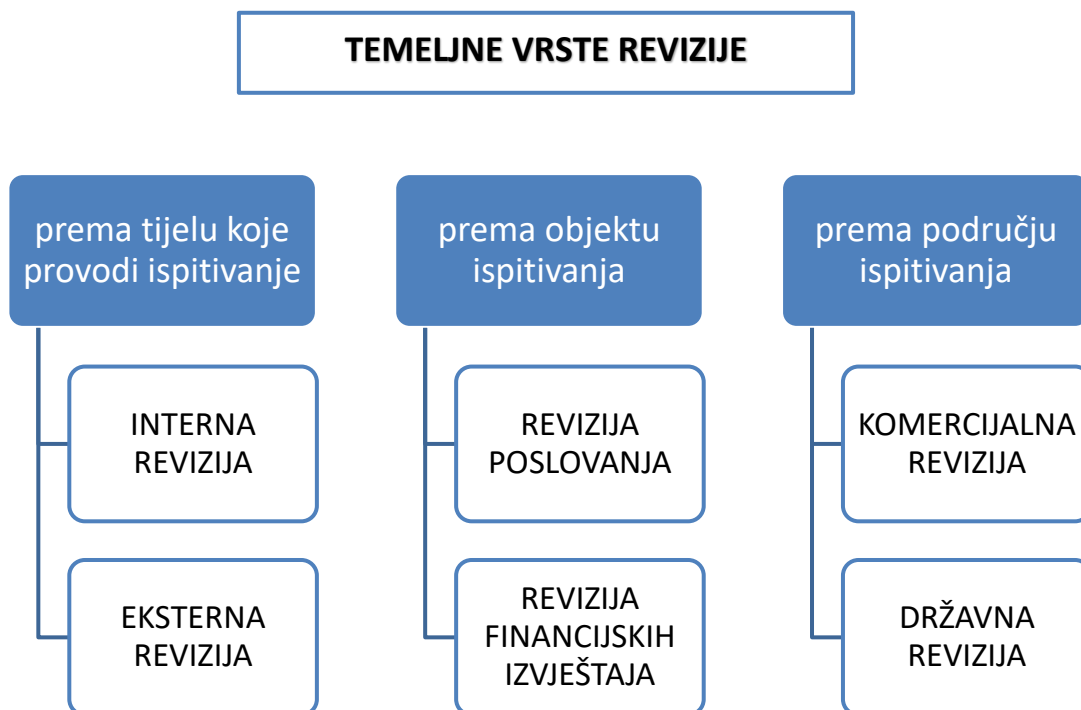 TEMELJNE VRSTE REVIZIJE
prema tijelu koje
provodi ispitivanje
INTERNA
REVIZIJA
EKSTERNA
REVIZIJA
prema objektu
ispitivanja
REVIZIJA
POSLOVANJA
REVIZIJA
FINANCIJSKIH
IZVJEŠTAJA
prema području
ispitivanja
KOMERCIJALNA
REVIZIJA
DRŽAVNA
REVIZIJA